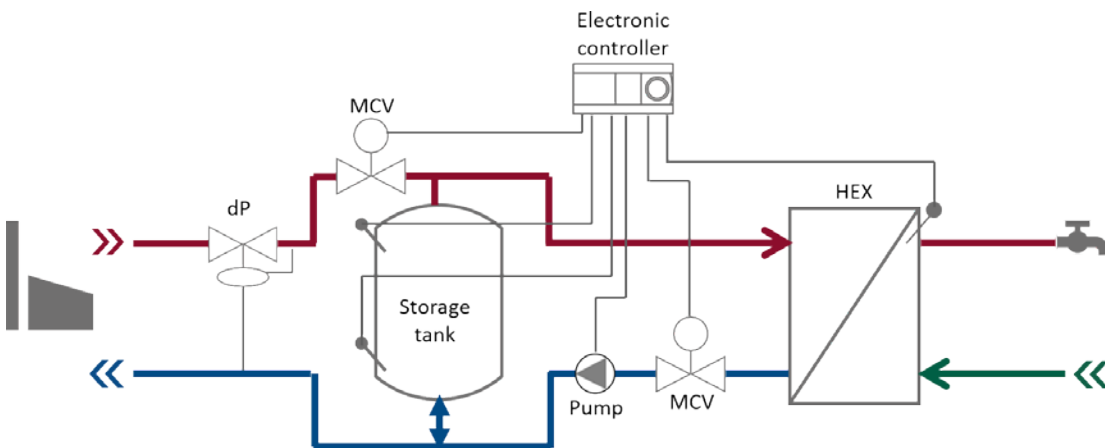 Electronic
controller
MCV
dP
HEX
Storage
tank
Pump
MCV